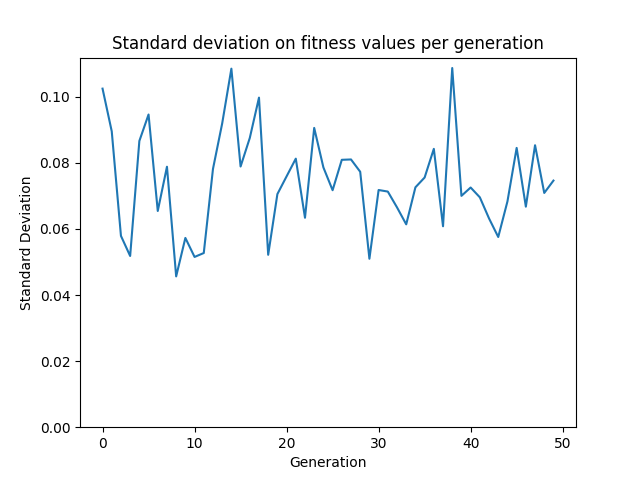 Standard deviation on fitness values per generation
0.10
0.08
0.06
0.04
0.02
0.00
Standard Deviation
0 10 20 30 40 50
Generation